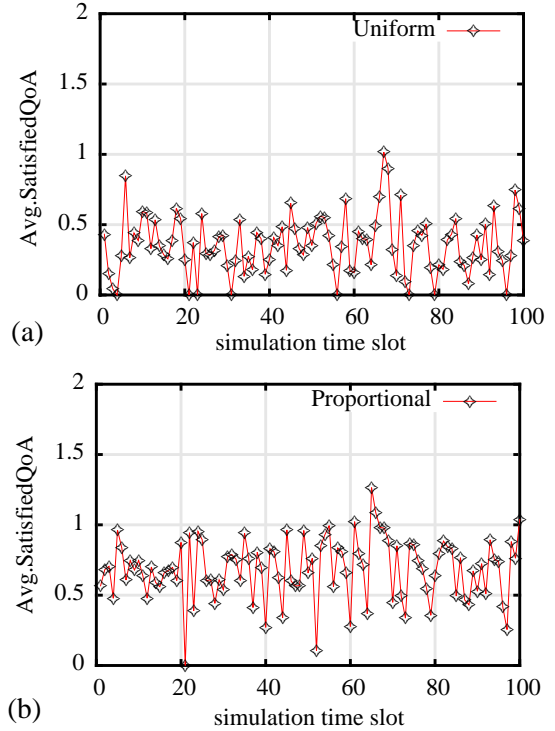 2
Uniform
1.5
1
0.5
0
0 20 40 60 80 100
Avg.SatisfiedQoA
simulation time slot
(a)
2
Proportional
1.5
1
0.5
0
0 20 40 60 80 100
Avg.SatisfiedQoA
simulation time slot
(b)